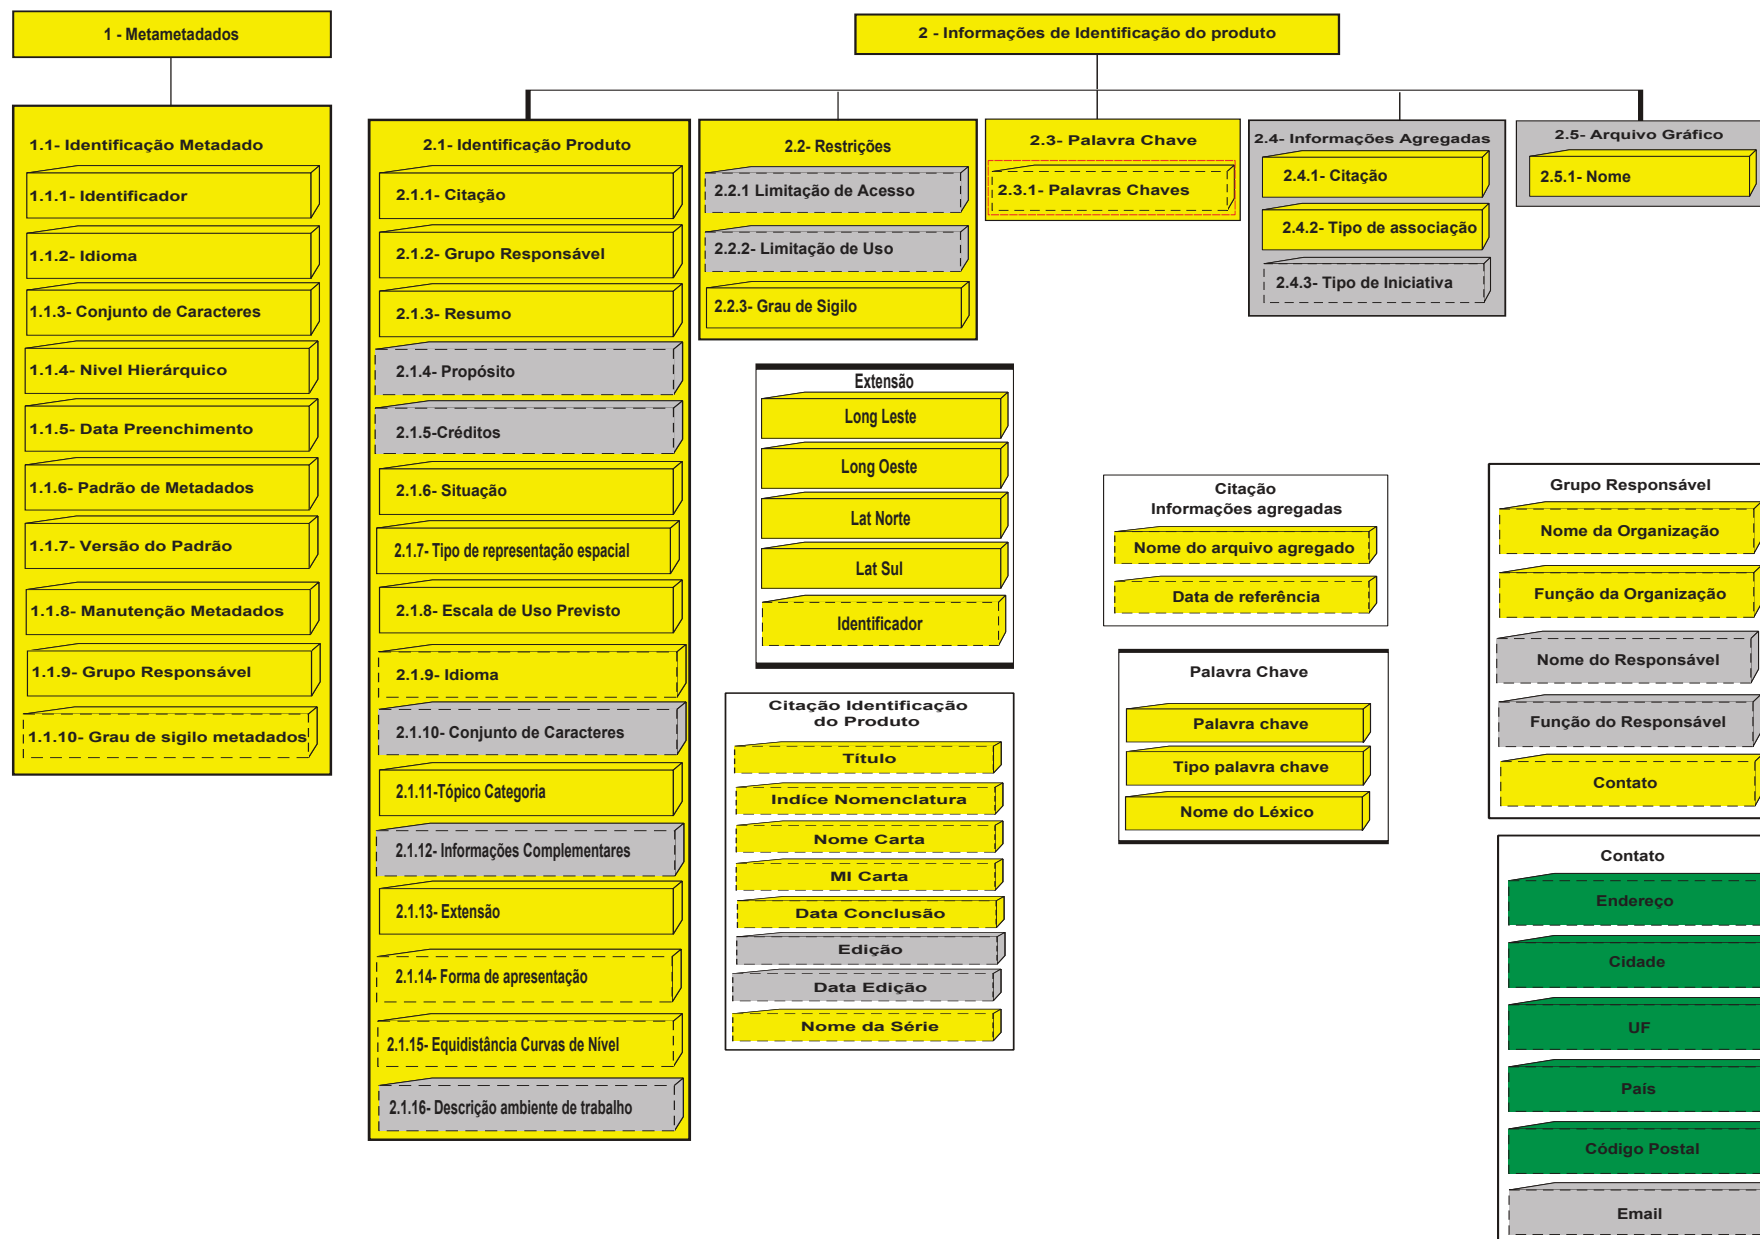 1 - Metametadados
1.1- Identificação Metadado
1.1.1- Identificador
1.1.2- Idioma
1.1.3- Conjunto de Caracteres
1.1.4- Nivel Hierárquico
1.1.5- Data Preenchimento
1.1.6- Padrão de Metadados
1.1.7- Versão do Padrão
1.1.8- Manutenção Metadados
1.1.9- Grupo Responsável
1.1.10- Grau de sigilo metadados
2 - Informações de Identificação do produto
2.1- Identificação Produto
2.1.1- Citação
2.1.2- Grupo Responsável
2.1.3- Resumo
2.1.4- Propósito
2.1.5-Créditos
2.1.6- Situação
2.1.7- Tipo de representação espacial
2.1.8- Escala de Uso Previsto
2.1.9- Idioma
2.1.10- Conjunto de Caracteres
2.1.11-Tópico Categoria
2.1.12- Informações Complementares
2.1.13- Extensão
2.1.14- Forma de apresentação
2.1.15- Equidistância Curvas de Nível
2.1.16- Descrição ambiente de trabalho
2.2- Restrições
2.2.1 Limitação de Acesso
2.2.2- Limitação de Uso
2.2.3- Grau de Sigilo
2.3- Palavra Chave
2.3.1- Palavras Chaves
2.4- Informações Agregadas
2.4.1- Citação
2.4.2- Tipo de associação
2.4.3- Tipo de Iniciativa
2.5- Arquivo Gráfico
2.5.1- Nome
Extensão
Long Leste
Long Oeste
Lat Norte
Lat Sul
Identificador
Citação Identificação
do Produto
Título
Indíce Nomenclatura
Nome Carta
MI Carta
Data Conclusão
Edição
Data Edição
Nome da Série
Citação
Informações agregadas
Nome do arquivo agregado
Data de referência
Palavra Chave
Palavra chave
Tipo palavra chave
Nome do Léxico
Grupo Responsável
Nome da Organização
Função da Organização
Nome do Responsável
Função do Responsável
Contato
Contato
Endereço
Cidade
UF
País
Código Postal
Email